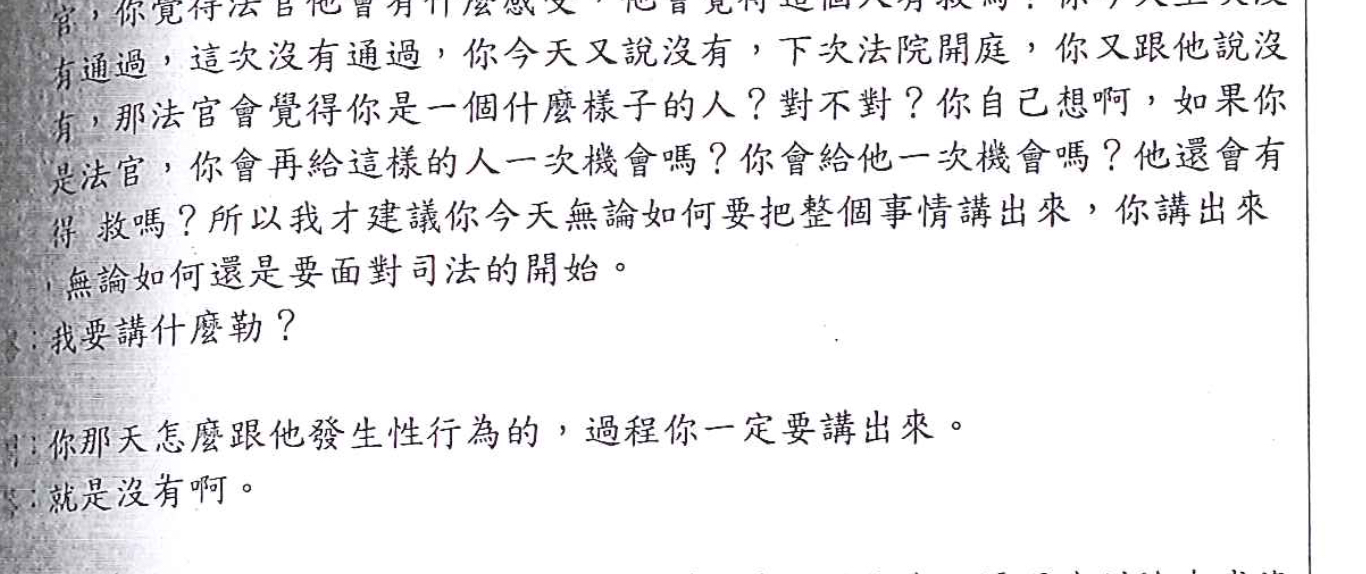 官，你覺得法官他會有什麼感受，他會覺得這個人有救嗎？你今天上次沒
有通過，這次沒有通過，你今天又說沒有，下次法院開庭，你又跟他說沒
有，那法官會覺得你是一個什麼樣子的人？對不對？你自己想啊，如果你
是法官，你會再給這樣的人一次機會嗎？你會給他一次機會嗎？他還會有
得 救嗎？所以我才建議你今天無論如何要把整個事情講出來，你講出來
，無論如何還是要面對司法的開始。
答：我要講什麼勒？
問：你那天怎麼跟他發生性行為的，過程你一定要講出來。
答：就是沒有啊。